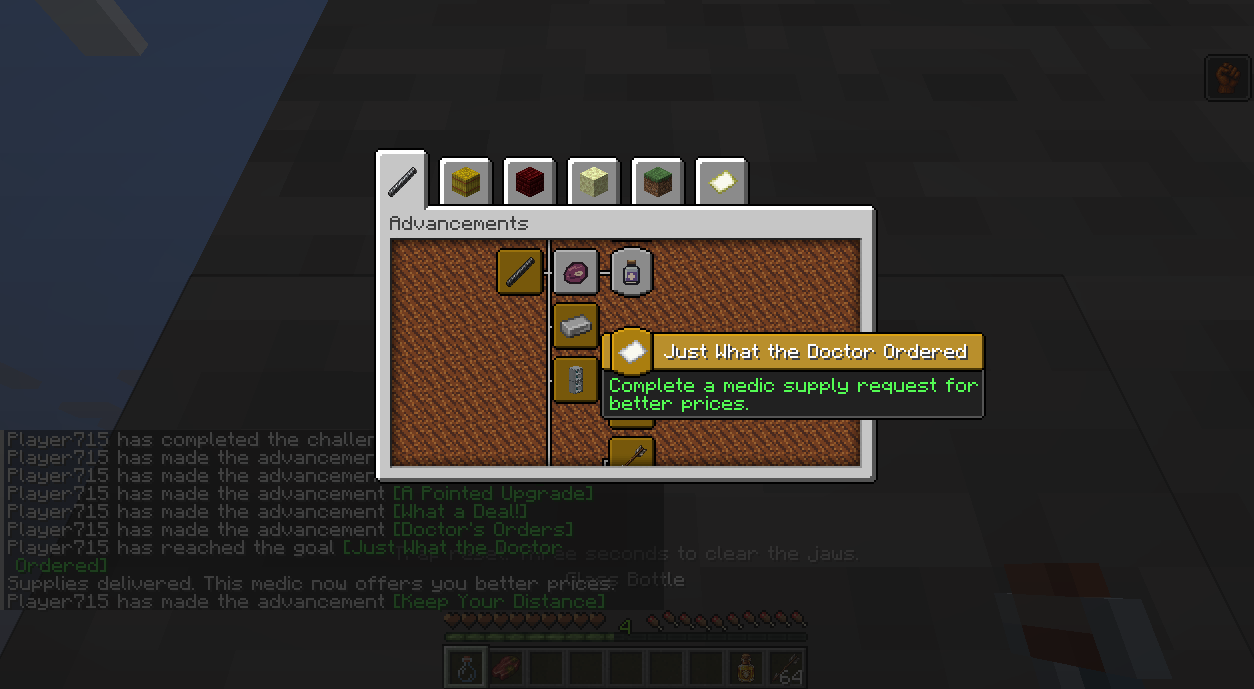 Advancements
Just What the Doctor Ordered
Complete a medic supply request for
better prices.
Player715 has completed the challen
Player715 has made the advancemen
Player715 has made the advancemen
Player715 has made the advancement [A Pointed Upgrade]
Player715 has made the advancement [What a Deal!]
Player715 has made the advancement [Doctor's Orders]
Player715 has reached the goal [Just What the Doctor
Ordered]
seconds to clear the jaws.
Glass Bottle
Supplies delivered. This medic now offers you better prices.
Player715 has made the advancement [Keep Your Distance]
4
64